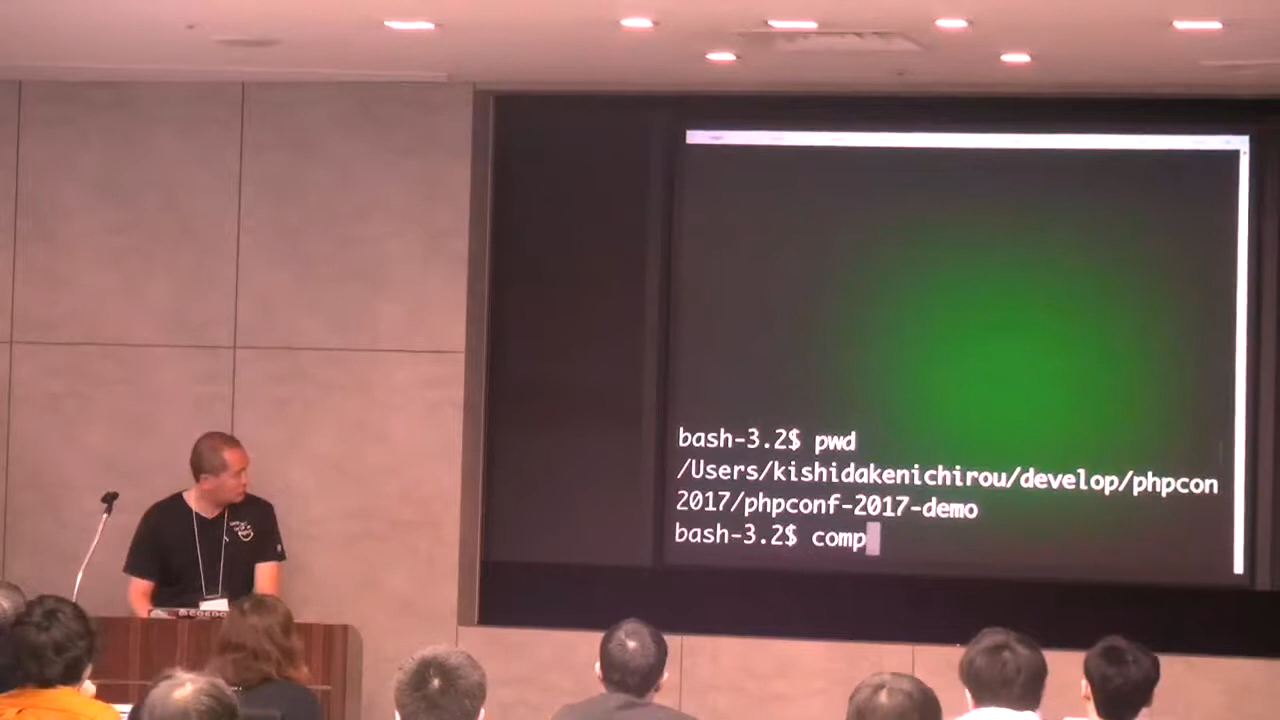 bash-3.2$ pwd
/Users/kishidakenichirou/develop/phpcon
2017/phpconf-2017-demo
bash-3.2$ comp